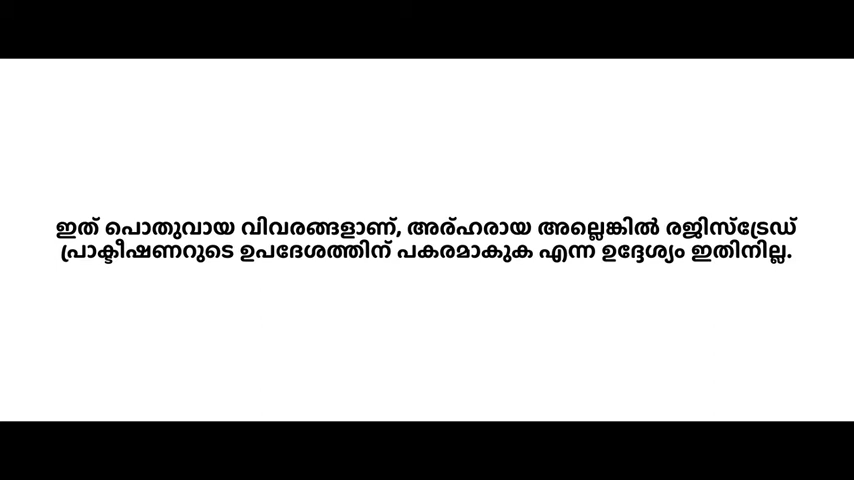 ഇത് പൊതുവായ വിവരങ്ങളാണ്, അര്ഹരായ അല്ലെങ്കിൽ രജിസ്ട്രേഡ്
പ്രാക്ടീഷണറുടെ ഉപദേശത്തിന് പകരമാകുക എന്ന ഉദ്ദേശ്യം ഇതിനില്ല.